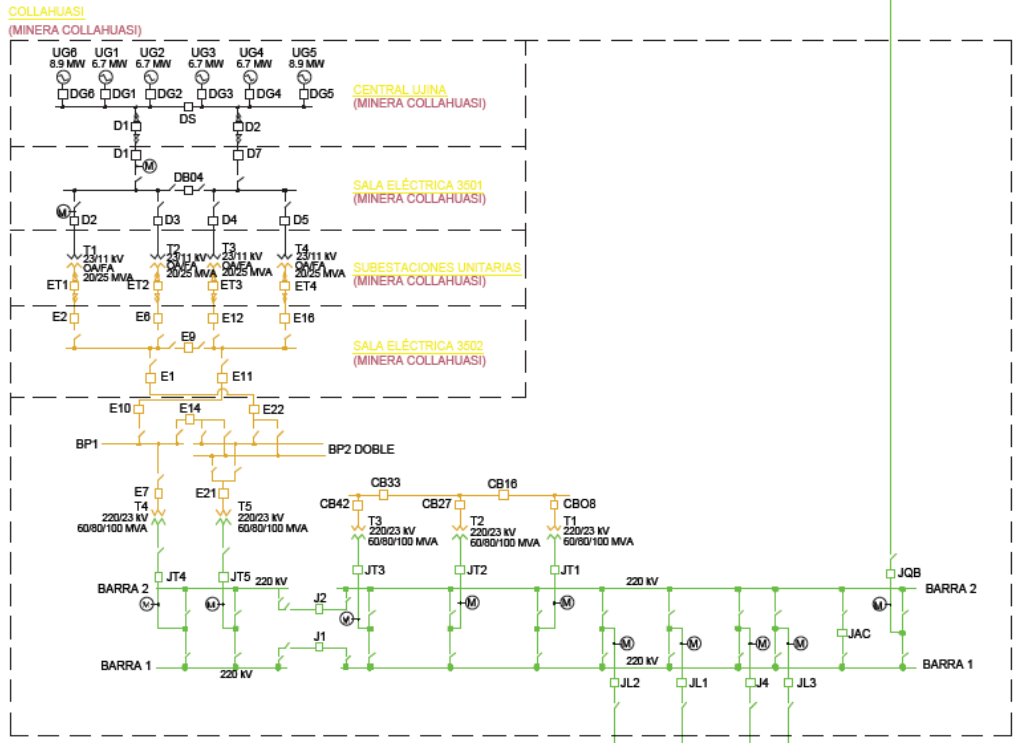 COLLAHUASI
(MINERA COLLAHUASI)
UG6
8.9 MW
UG1
6.7 MW
UG2
6.7 MW
UG3
6.7 MW
UG4
6.7 MW
UG5
8.9 MW
DG6
DG1
DG2
DG3
DG4
DG5
CENTRAL UJINA
(MINERA COLLAHUASI)
DS
D1
D2
D1
D7
M
DB04
SALA ELÉCTRICA 3501
(MINERA COLLAHUASI)
M
D2
D3
D4
D5
T1
23/11 kV
OA/FA
20/25 MVA
T2
23/11 kV
OA/FA
20/25 MVA
T3
23/11 kV
OA/FA
20/25 MVA
T4
23/11 kV
OA/FA
20/25 MVA
SUBESTACIONES UNITARIAS
(MINERA COLLAHUASI)
ET1
ET2
ET3
ET4
E2
E6
E12
E16
E9
SALA ELÉCTRICA 3502
(MINERA COLLAHUASI)
E1
E11
E10
E14
E22
BP1
BP2 DOBLE
E7
E21
T4
220/23 kV
60/80/100 MVA
T5
220/23 kV
60/80/100 MVA
CB33
CB16
CB42
CB27
CBO8
T3
220/23 kV
60/80/100 MVA
T2
220/23 kV
60/80/100 MVA
T1
220/23 kV
60/80/100 MVA
JT4
JT5
JT3
JT2
JT1
JQB
BARRA 2
220 kV
220 kV
BARRA 2
M
M
J2
M
M
M
M
J1
M
M
M
M
JAC
BARRA 1
220 kV
220 kV
BARRA 1
JL2
JL1
J4
JL3